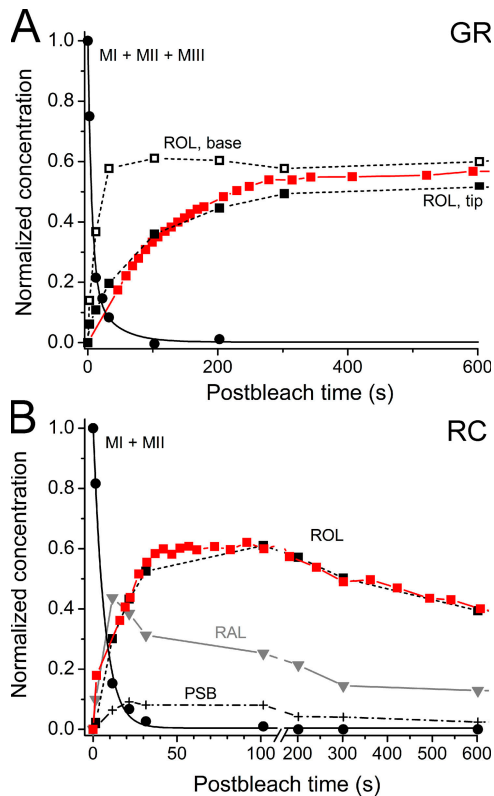 A
GR
MI + MII + MIII
ROL, base
ROL, tip
Normalized concentration
1.0
0.8
0.6
0.4
0.2
0.0
0
200
400
600
Postbleach time (s)
B
RC
MI + MII
ROL
RAL
PSB
Normalized concentration
1.0
0.8
0.6
0.4
0.2
0.0
0
50
100
200
300
400
500
600
Postbleach time (s)